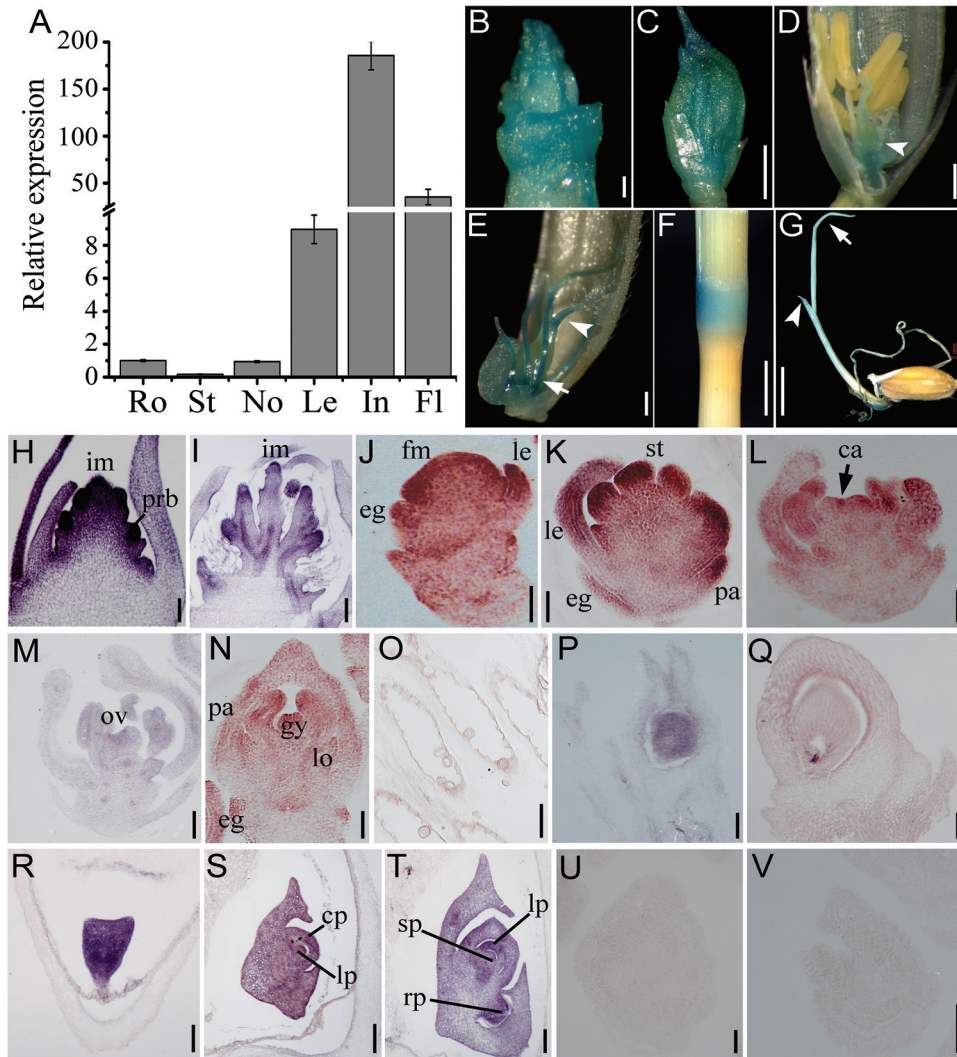 A
Relative expression
200
150
100
50
8
6
4
2
0
Ro St No Le In Fl
B
C
D
E
F
G
H
im
prb
I
im
J
fm
le
eg
K
st
le
eg
pa
L
ca
M
ov
N
pa
gy
lo
eg
O
P
Q
R
S
cp
lp
T
lp
sp
rp
U
V